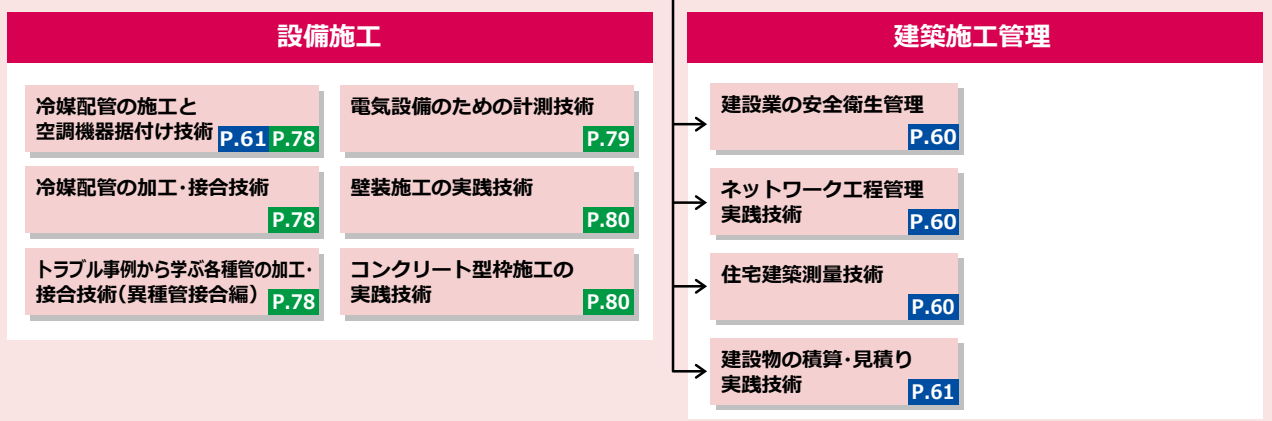 設備施工
冷媒配管の施工と
空調機器据付け技術 P.61 P.78
冷媒配管の加工･接合技術
P.78
トラブル事例から学ぶ各種管の加工･
接合技術(異種管接合編) P.78
電気設備のための計測技術
P.79
壁装施工の実践技術
P.80
コンクリート型枠施工の
実践技術 P.80
建築施工管理
建設業の安全衛生管理
P.60
ネットワーク工程管理
実践技術 P.60
住宅建築測量技術
P.60
建設物の積算･見積り
実践技術 P.61